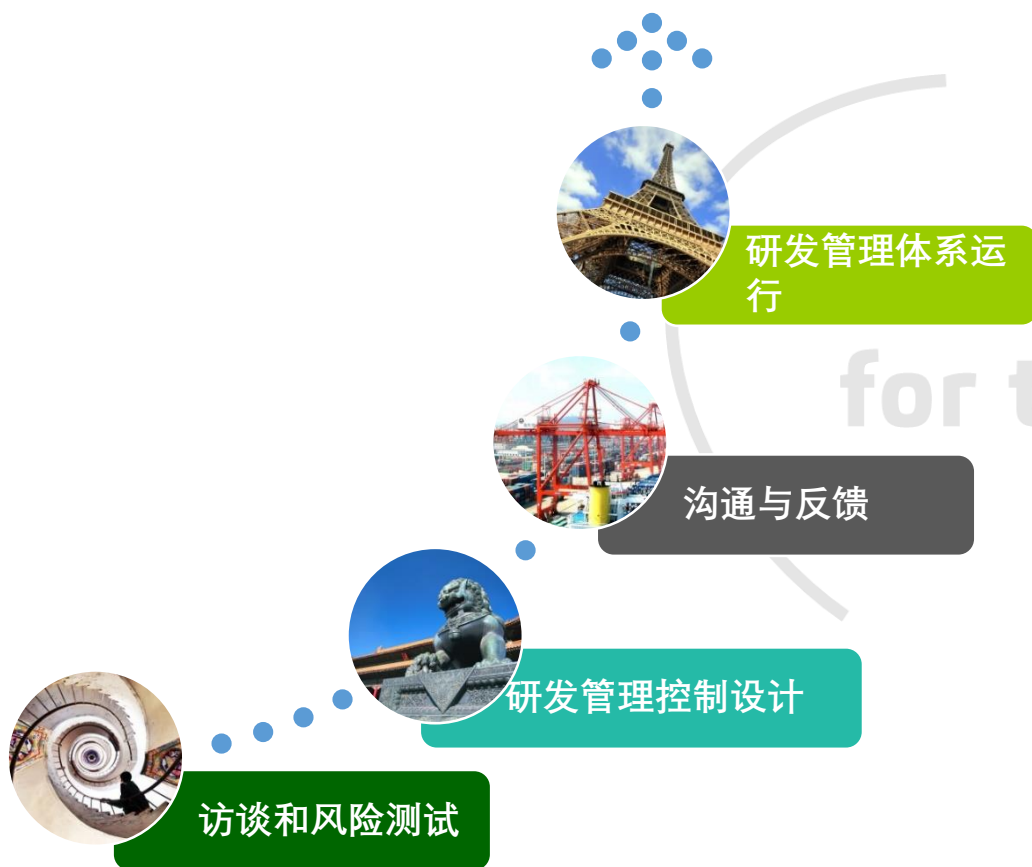 研发管理体系运
行
for t
沟通与反馈
研发管理控制设计
访谈和风险测试